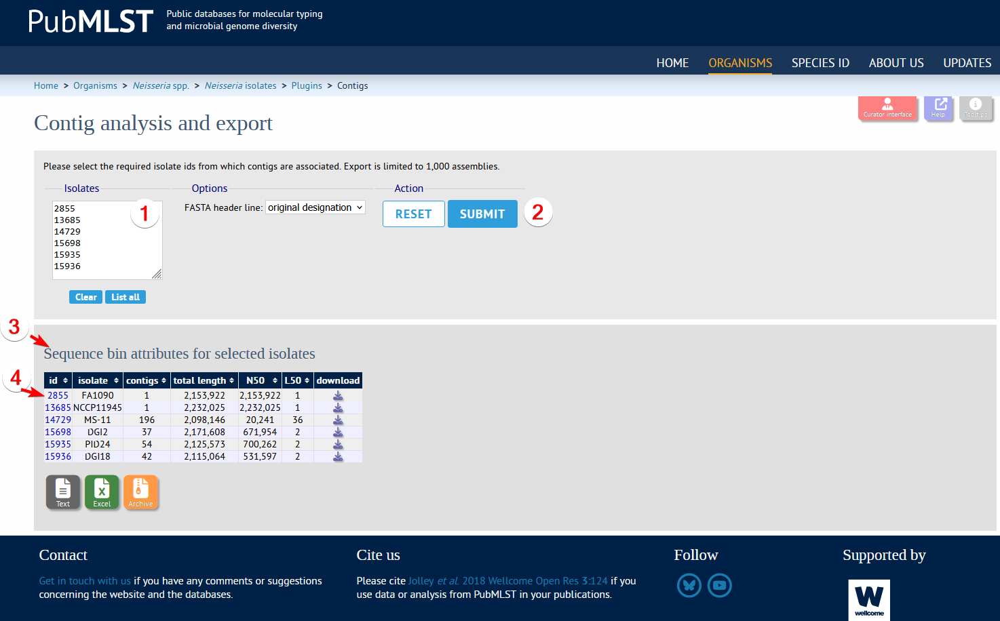 PubMLST
Public databases for molecular typing
and microbial genome diversity
HOME ORGANISMS SPECIES ID ABOUT US UPDATES
Home > Organisms > Neisseria spp. > Neisseria isolates > Plugins > Contigs
Curator interface Help Tooltips
Contig analysis and export
Please select the required isolate ids from which contigs are associated. Export is limited to 1,000 assemblies.
Isolates Options Action
2855
13685
14729
15698
15935
15936
1
FASTA header line: original designation
RESET SUBMIT 2
Clear List all
3
Sequence bin attributes for selected isolates
4
id isolate contigs total length N50 L50 download
2855 FA1090 1 2,153,922 2,153,922 1
13685 NCCP11945 1 2,232,025 2,232,025 1
14729 MS-11 196 2,098,146 20,241 36
15698 DGI2 37 2,171,608 671,954 2
15935 PID24 54 2,125,573 700,262 2
15936 DGI18 42 2,115,064 531,597 2
Text Excel Archive
Contact
Get in touch with us if you have any comments or suggestions
concerning the website and the databases.
Cite us
Please cite Jolley et al. 2018 Wellcome Open Res 3:124 if you
use data or analysis from PubMLST in your publications.
Follow
Supported by
W
wellcome